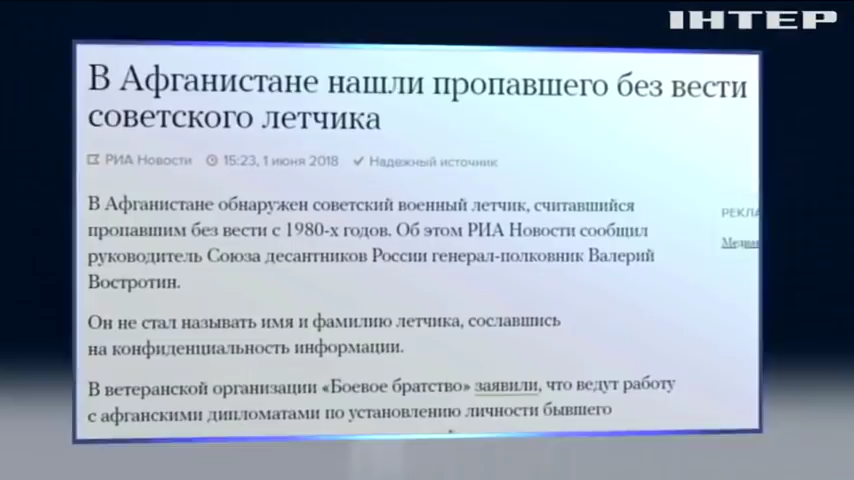 ІНТЕР
В Афганистане нашли пропавшего без вести
советского летчика
РИА Новости 15:23, 1 июня 2018 Надежный источник
В Афганистане обнаружен советский военный летчик, считавшийся
пропавшим без вести с 1980-х годов. Об этом РИА Новости сообщил
руководитель Союза десантников России генерал-полковник Валерий
Востротин.
РЕКЛА
Медиан
Он не стал называть имя и фамилию летчика, сославшись
на конфиденциальность информации.
В ветеранской организации «Боевое братство» заявили, что ведут работу
с афганскими дипломатами по установлению личности бывшего